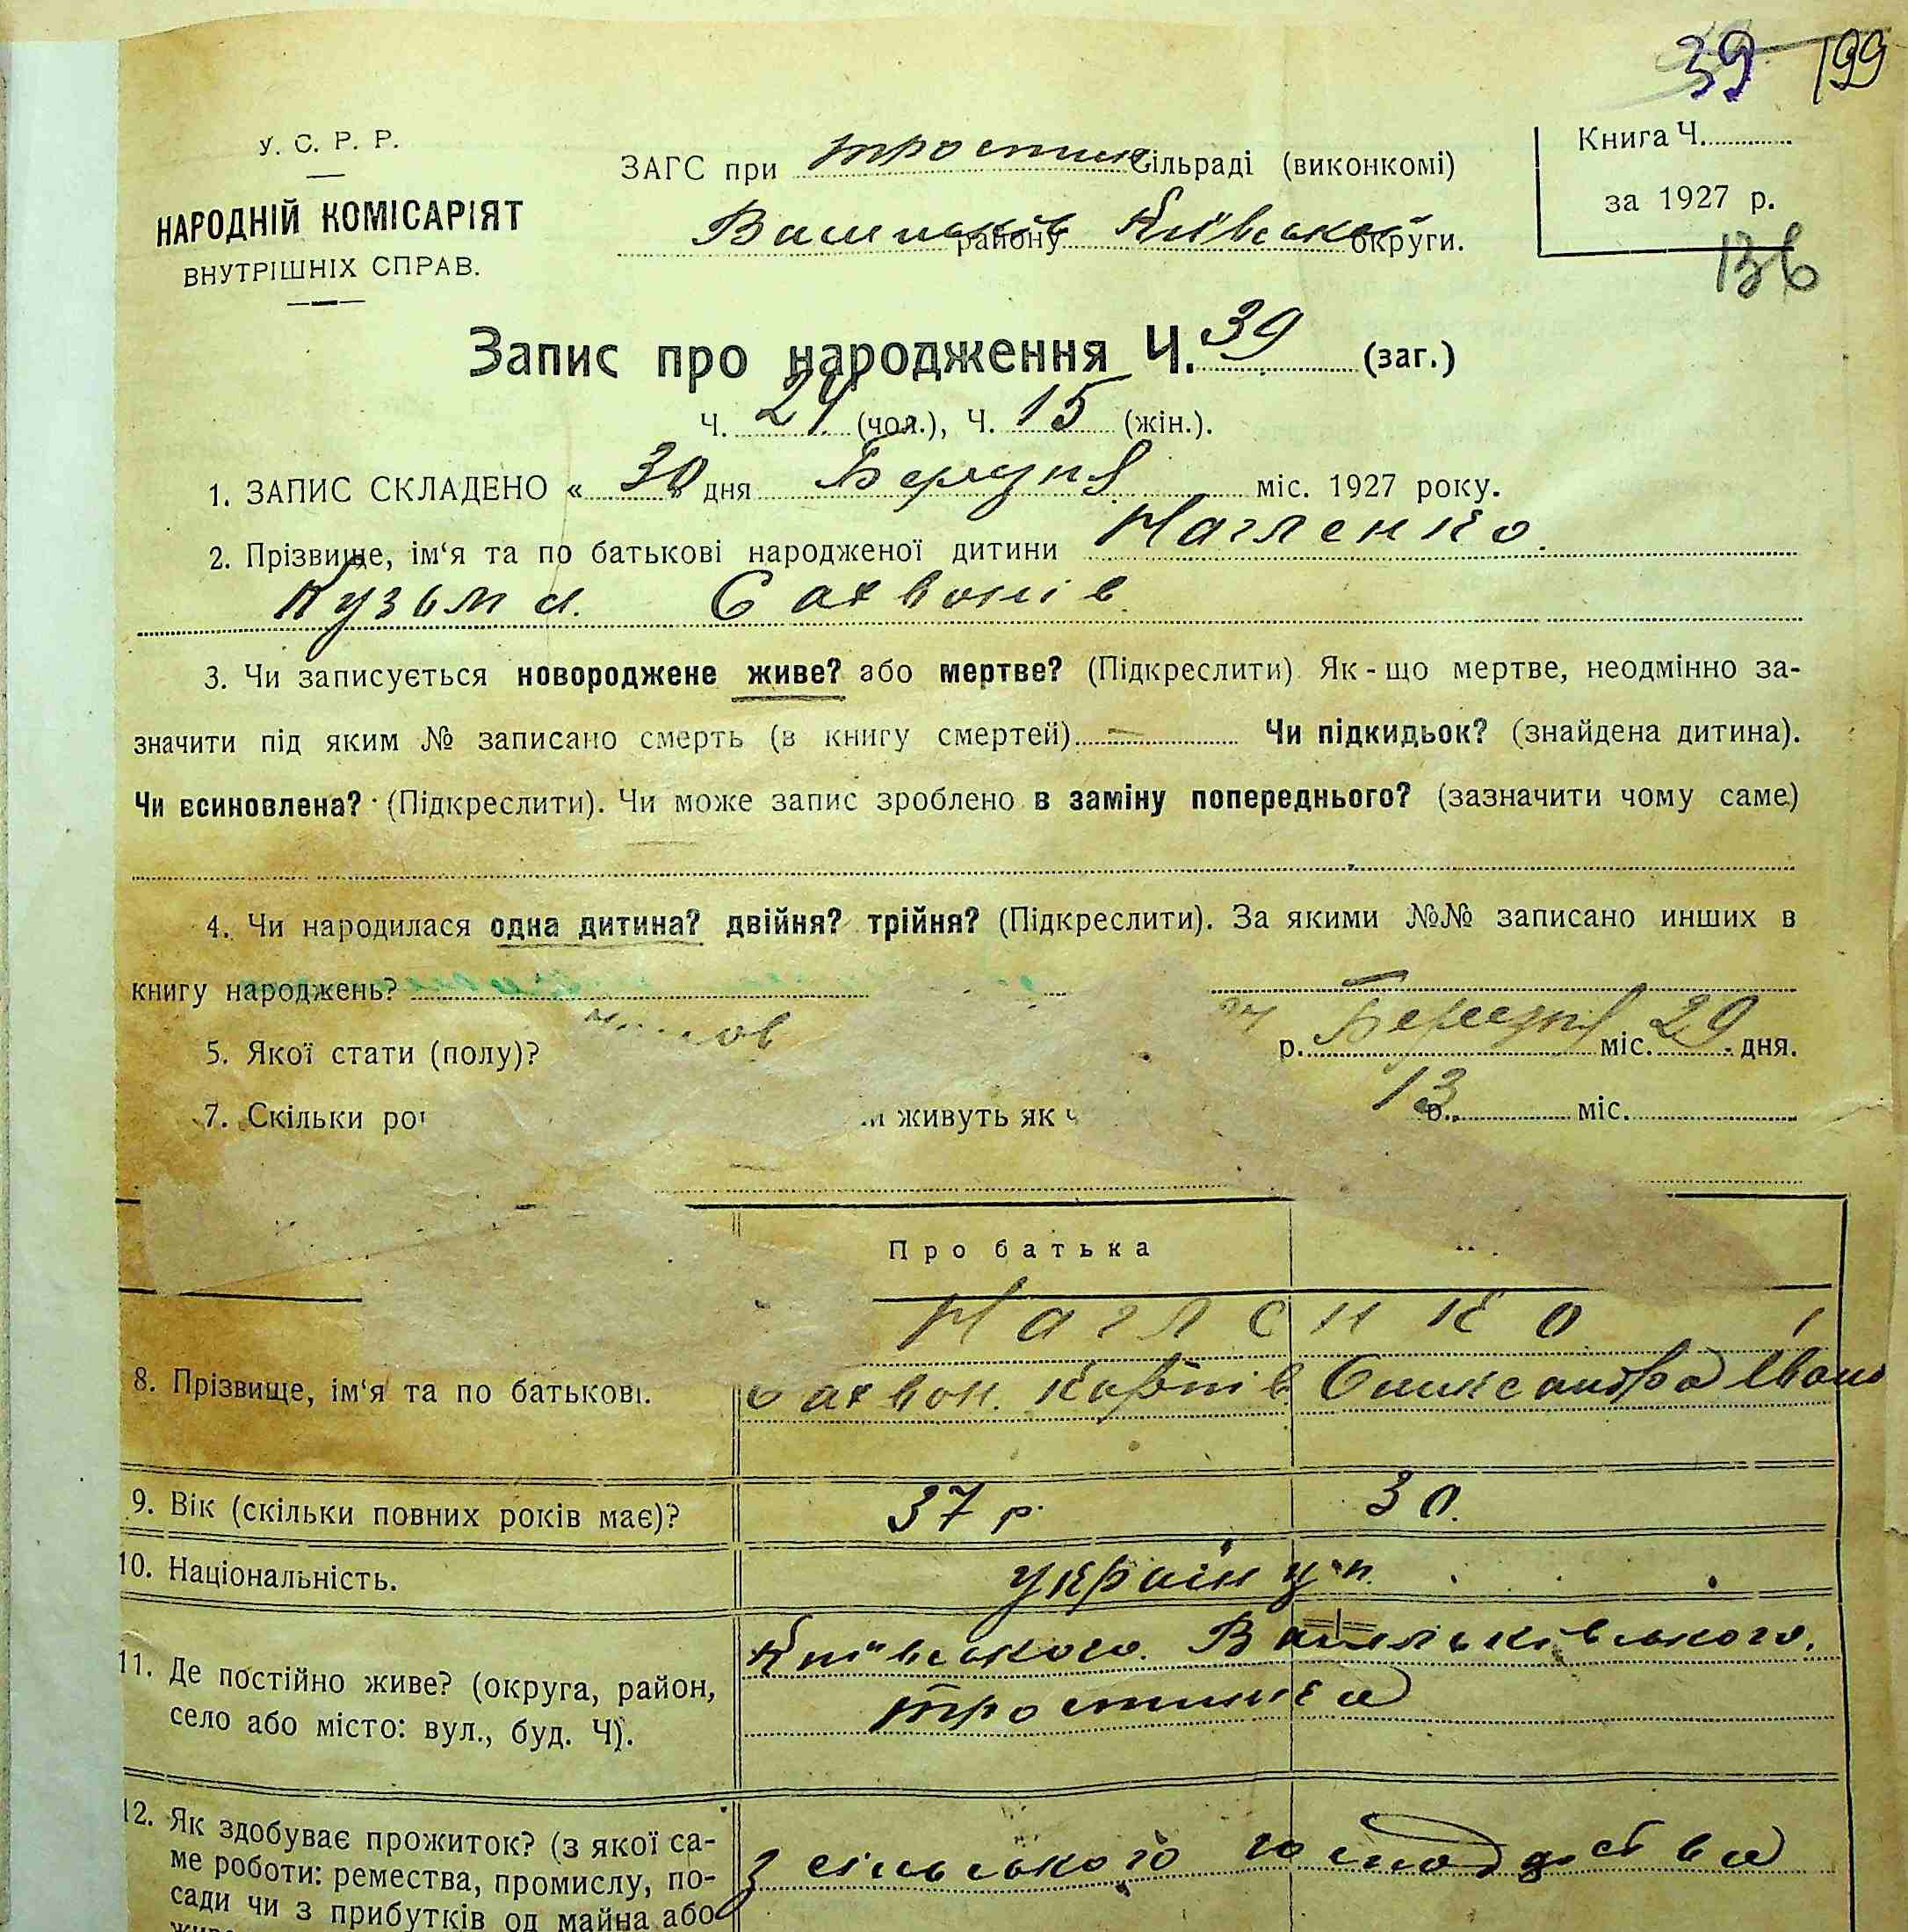 39 199
У. С. Р. Р.
НАРОДНІЙ КОМІСАРІЯТ
ВНУТРІШНІХ СПРАВ.
ЗАГС при Тростин Сільраді (виконкомі)
району Київської округи.
Книга Ч.
за 1927 р.
136
Запис про народження Ч. 39 (заг.)
Ч. 24 (чол.), Ч. 15 (жін.).
1. ЗАПИС СКЛАДЕНО « 30 » дня Березня міс. 1927 року.
2. Прізвище, ім‘я та по батькові народженої дитини Нагленко.
Кузьма. Сахвонів
3. Чи записується новороджене живе? або мертве? (Підкреслити) Як-що мертве, неодмінно за-
значити під яким № записано смерть (в книгу смертей) — Чи підкидьок? (знайдена дитина).
Чи всиновлена? (Підкреслити). Чи може запис зроблено в заміну попереднього? (зазначити чому саме)
4. Чи народилася одна дитина? двійня? трійня? (Підкреслити). За якими №№ записано инших в
книгу народжень?
5. Якої стати (полу)? р. Березня міс. 29 дня.
7. Скільки живуть як 13 р. міс.
Про батька
Нагленко
8. Прізвище, ім‘я та по батькові. Сахвон. Карпів Олександра Івано
9. Вік (скільки повних років має)? 37 р. 30.
10. Національність. українці
11. Де постійно живе? (округа, район, Київського. Васильківського.
село або місто: вул., буд. Ч). Тростинка
12. Як здобуває прожиток? (з якої са-
ме роботи: ремества, промислу, по- З сільського господарства
сади чи з прибутків од майна або